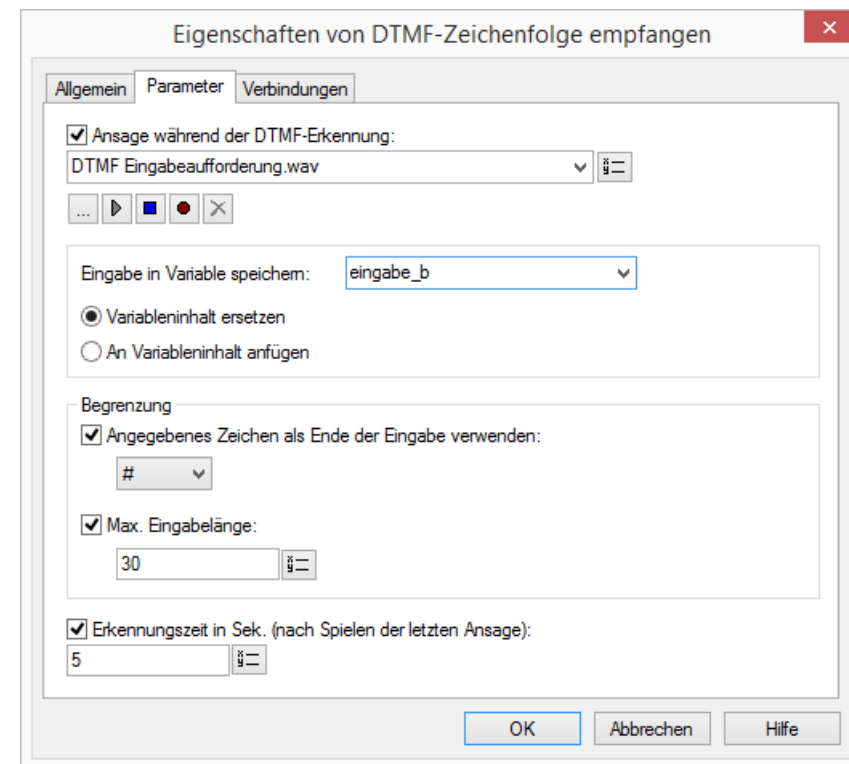 Eigenschaften von DTMF-Zeichenfolge empfangen
Allgemein Parameter Verbindungen
Ansage während der DTMF-Erkennung:
DTMF Eingabeaufforderung.wav
...
Eingabe in Variable speichern: eingabe_b
Variableninhalt ersetzen
An Variableninhalt anfügen
Begrenzung
Angegebenes Zeichen als Ende der Eingabe verwenden:
#
Max. Eingabelänge:
30
Erkennungszeit in Sek. (nach Spielen der letzten Ansage):
5
OK Abbrechen Hilfe